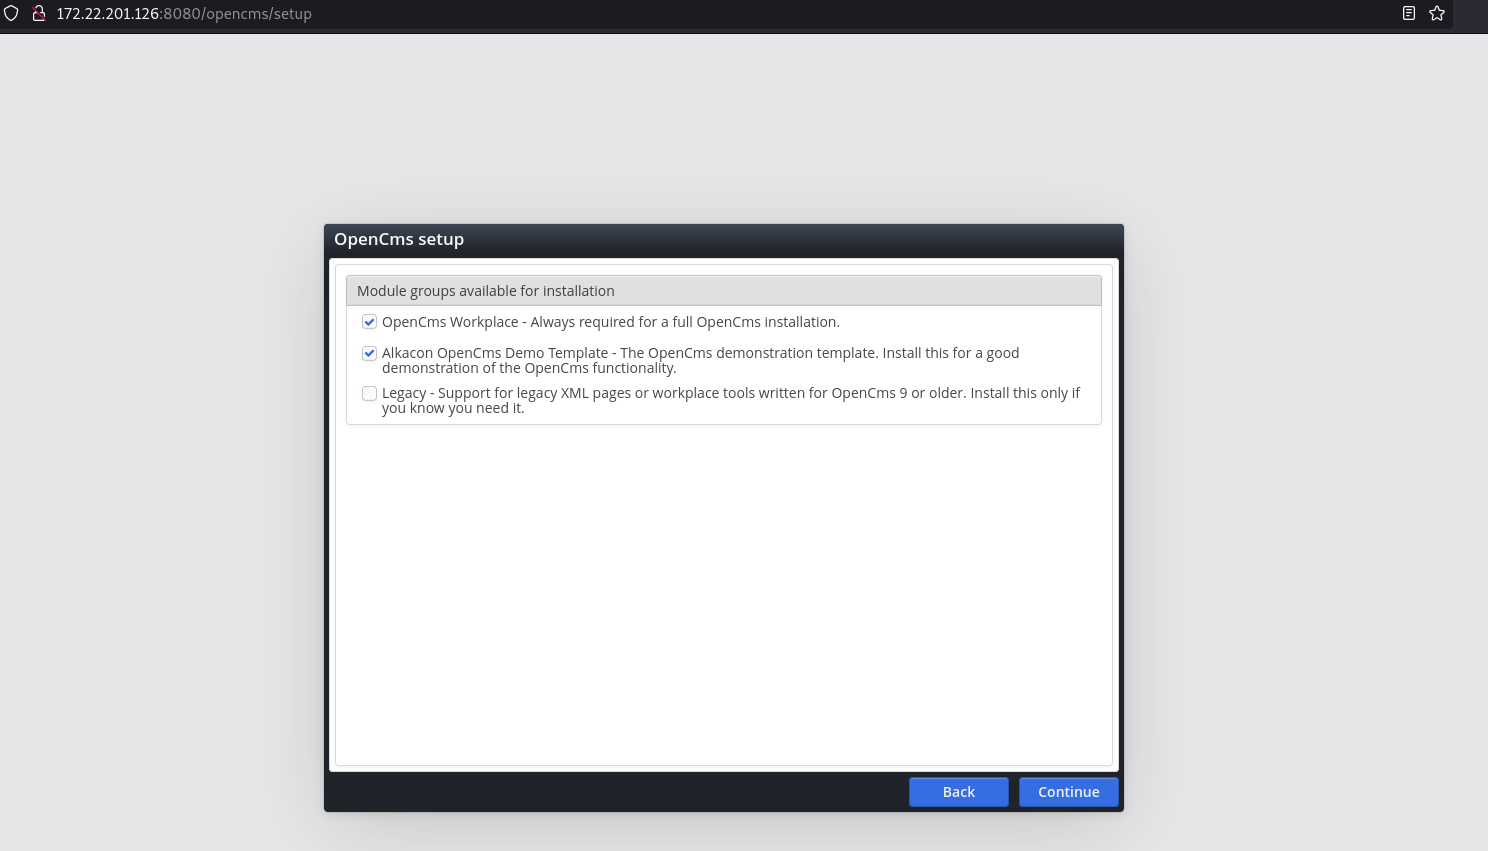 172.22.201.126:8080/opencms/setup
OpenCms setup
Module groups available for installation
OpenCms Workplace - Always required for a full OpenCms installation.
Alkacon OpenCms Demo Template - The OpenCms demonstration template. Install this for a good
demonstration of the OpenCms functionality.
Legacy - Support for legacy XML pages or workplace tools written for OpenCms 9 or older. Install this only if
you know you need it.
Back Continue